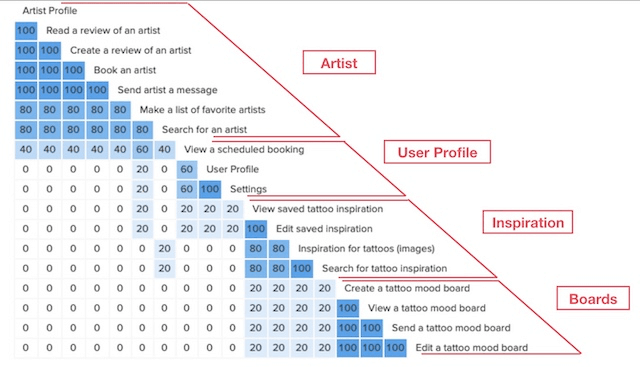 Artist Profile
100 Read a review of an artist
100 100 Create a review of an artist
100 100 100 Book an artist
Artist
100 100 100 100 Send artist a message
80 80 80 80 80 Make a list of favorite artists
80 80 80 80 80 80 Search for an artist
40 40 40 40 40 60 40 View a scheduled booking
User Profile
0 0 0 0 0 20 0 60 User Profile
0 0 0 0 0 20 0 60 100 Settings
0 0 0 0 0 20 0 20 20 20 View saved tattoo inspiration
Inspiration
0 0 0 0 0 20 0 20 20 20 100 Edit saved inspiration
0 0 0 0 0 0 20 0 0 0 80 80 Inspiration for tattoos (images)
0 0 0 0 0 0 20 0 0 0 80 80 100 Search for tattoo inspiration
0 0 0 0 0 0 0 0 0 0 20 20 20 20 Create a tattoo mood board
Boards
0 0 0 0 0 0 0 0 0 0 20 20 20 20 100 View a tattoo mood board
0 0 0 0 0 0 0 0 0 0 20 20 20 20 100 100 Send a tattoo mood board
0 0 0 0 0 0 0 0 0 0 20 20 20 20 100 100 100 Edit a tattoo mood board